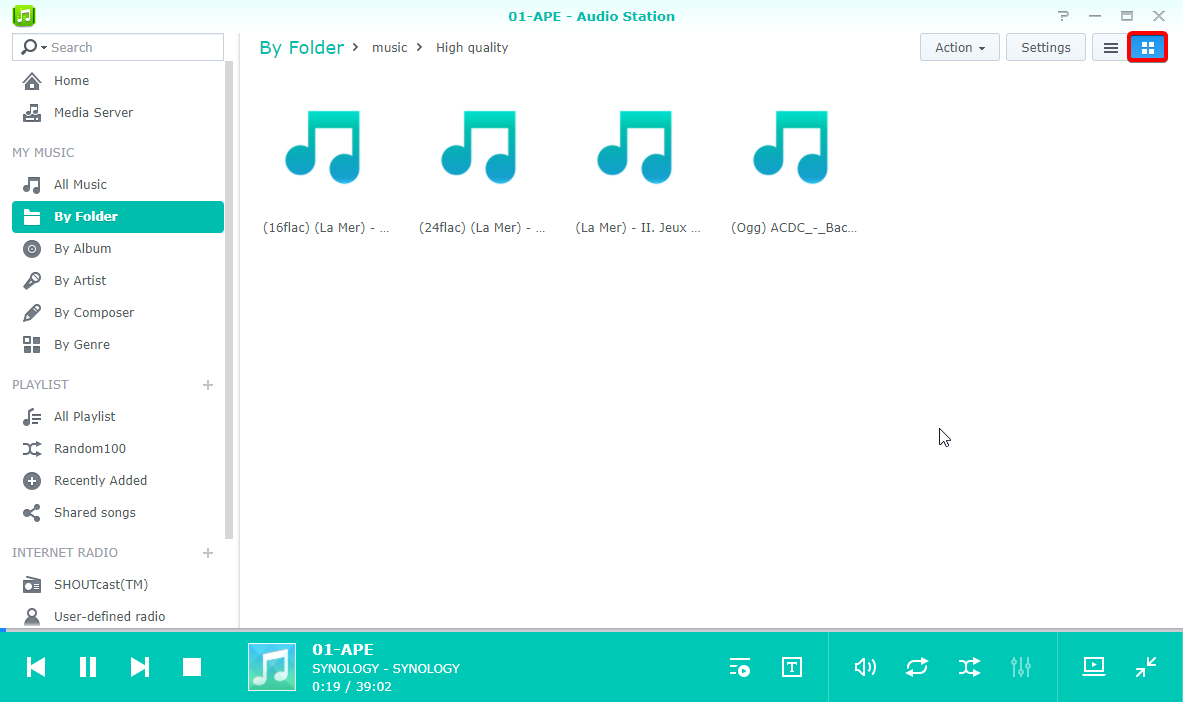 01-APE - Audio Station
Search
Home
Media Server
MY MUSIC
All Music
By Folder
By Album
By Artist
By Composer
By Genre
PLAYLIST
All Playlist
Random100
Recently Added
Shared songs
INTERNET RADIO
SHOUTcast(TM)
User-defined radio
By Folder > music > High quality
Action
Settings
(16flac) (La Mer) - ...
(24flac) (La Mer) - ...
(La Mer) - II. Jeux ...
(Ogg) ACDC_-_Bac...
01-APE
SYNOLOGY - SYNOLOGY
0:19 / 39:02
T